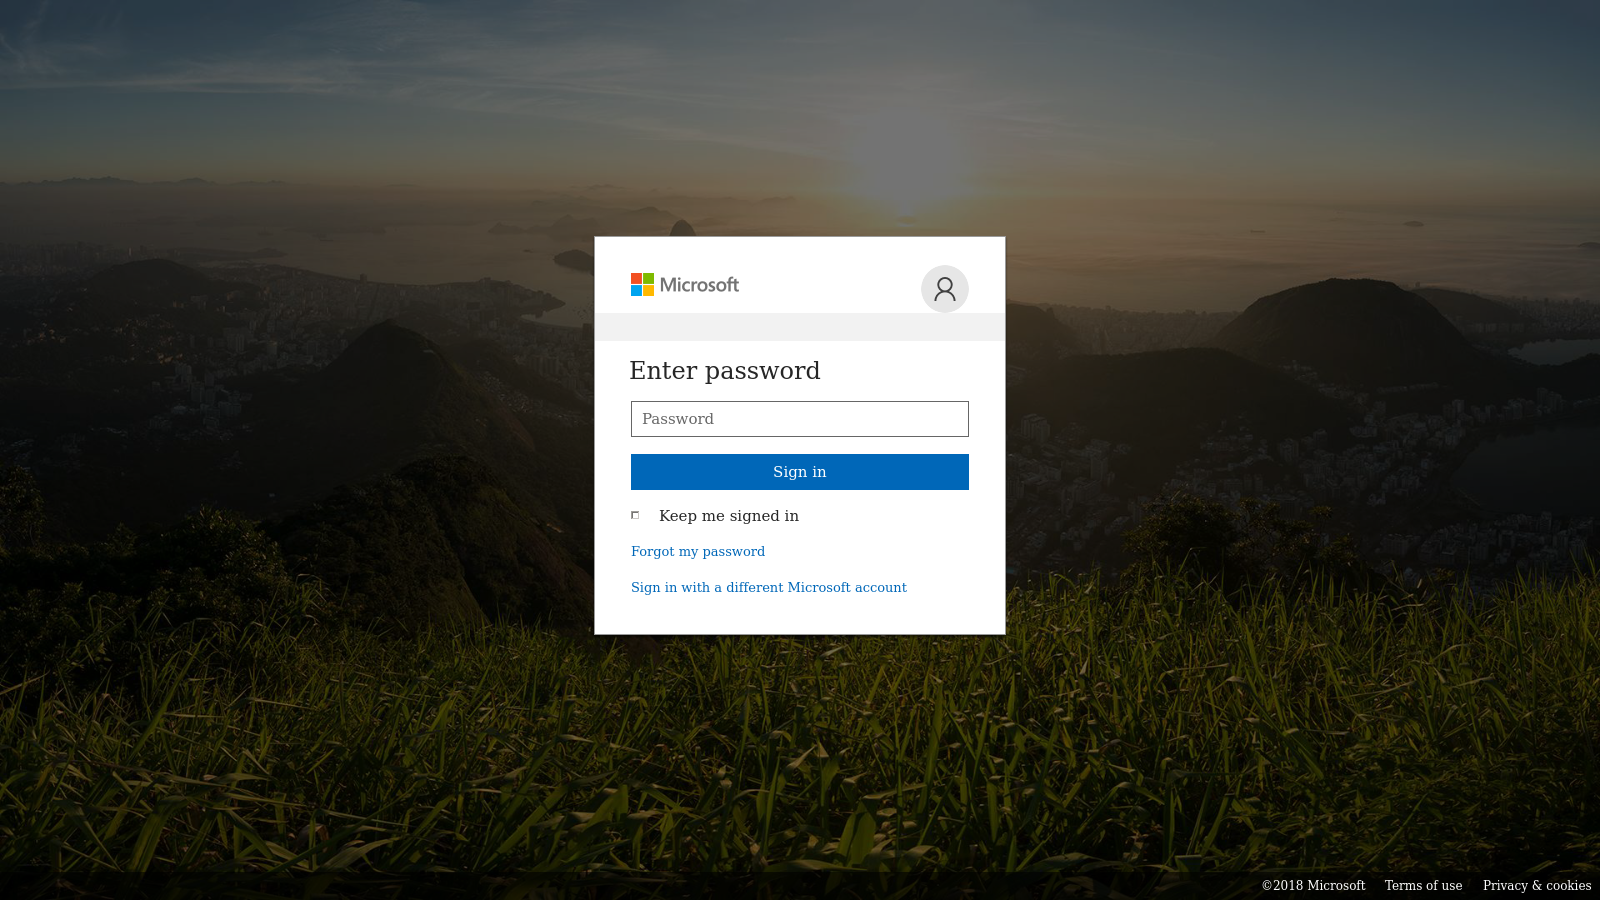 Microsoft
Enter password
Password
Sign in
Keep me signed in
Forgot my password
Sign in with a different Microsoft account
©2018 Microsoft Terms of use Privacy & cookies